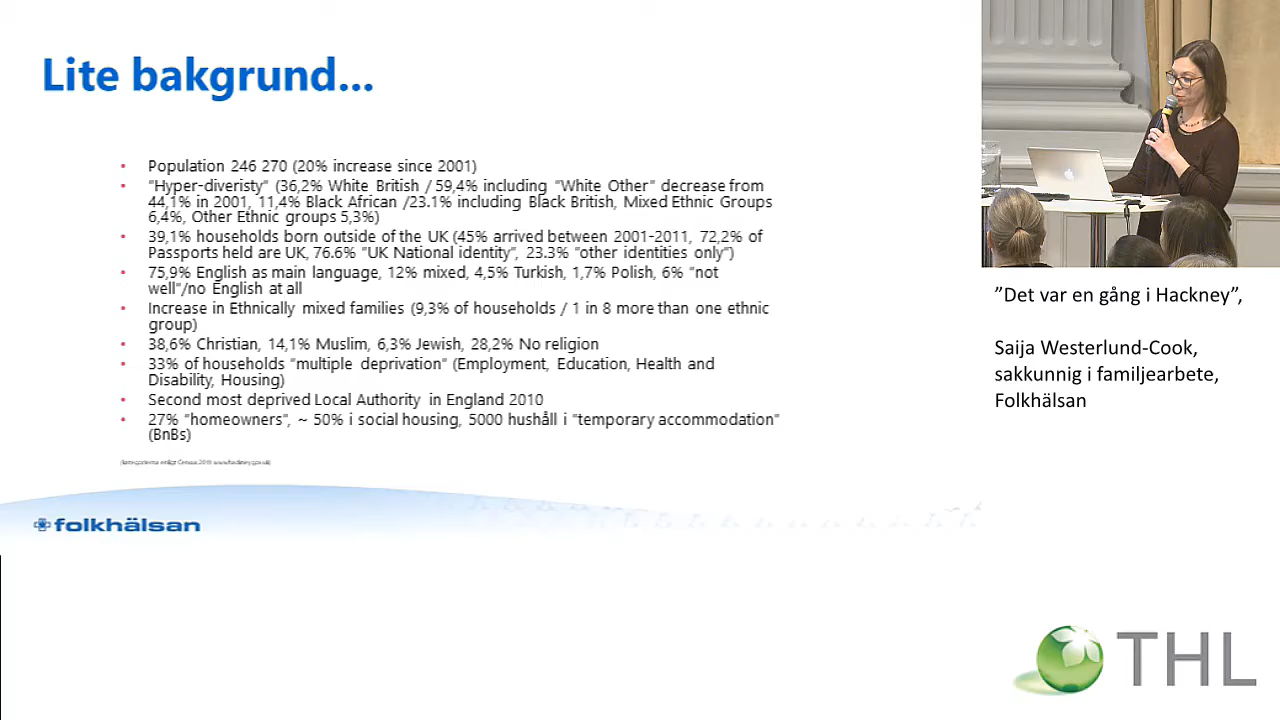 Lite bakgrund...
• Population 246 270 (20% increase since 2001)
• "Hyper-diveristy" (36,2% White British / 59,4% including "White Other" decrease from
44,1% in 2001, 11,4% Black African /23.1% including Black British, Mixed Ethnic Groups
6,4%, Other Ethnic groups 5,3%)
• 39,1% households born outside of the UK (45% arrived between 2001-2011, 72,2% of
Passports held are UK, 76.6% "UK National identity", 23.3% "other identities only")
• 75,9% English as main language, 12% mixed, 4,5% Turkish, 1,7% Polish, 6% "not
well"/no English at all
• Increase in Ethnically mixed families (9,3% of households / 1 in 8 more than one ethnic
group)
• 38,6% Christian, 14,1% Muslim, 6,3% Jewish, 28,2% No religion
• 33% of households "multiple deprivation" (Employment, Education, Health and
Disability, Housing)
• Second most deprived Local Authority in England 2010
• 27% "homeowners", ~ 50% i social housing, 5000 hushåll i "temporary accommodation"
(BnBs)
folkhälsan
"Det var en gång i Hackney",
Saija Westerlund-Cook,
sakkunnig i familjearbete,
Folkhälsan
THL